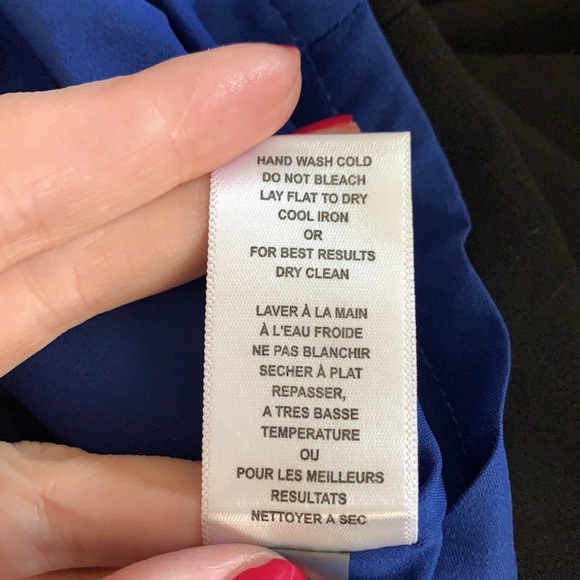 HAND WASH COLD
DO NOT BLEACH
LAY FLAT TO DRY
COOL IRON
OR
FOR BEST RESULTS
DRY CLEAN
LAVER À LA MAIN
À L'EAU FROIDE
NE PAS BLANCHIR
SECHER À PLAT
REPASSER,
A TRES BASSE
TEMPERATURE
OU
POUR LES MEILLEURS
RESULTATS
NETTOYER A SEC